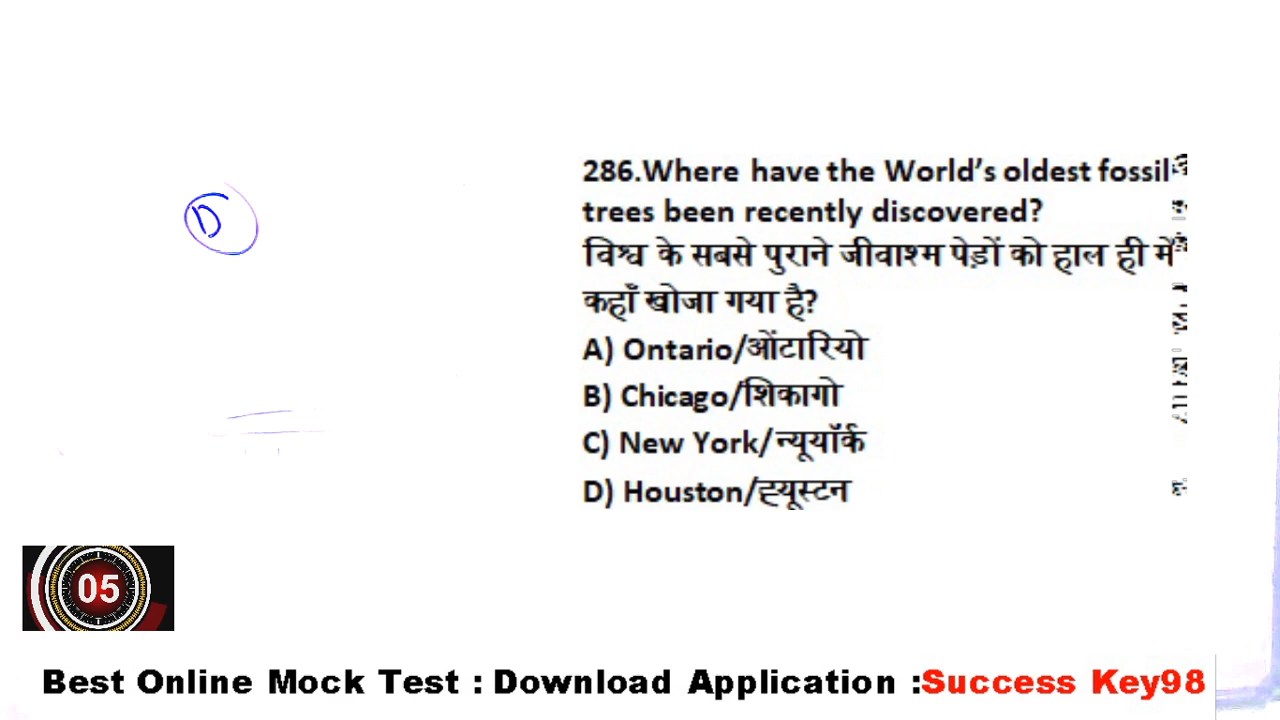 D
286.Where have the World's oldest fossil
trees been recently discovered?
विश्व के सबसे पुराने जीवाश्म पेड़ों को हाल ही में
कहाँ खोजा गया है?
A) Ontario/ओंटारियो
B) Chicago/शिकागो
C) New York/न्यूयॉर्क
D) Houston/ह्यूस्टन
05
Best Online Mock Test : Download Application :Success Key98